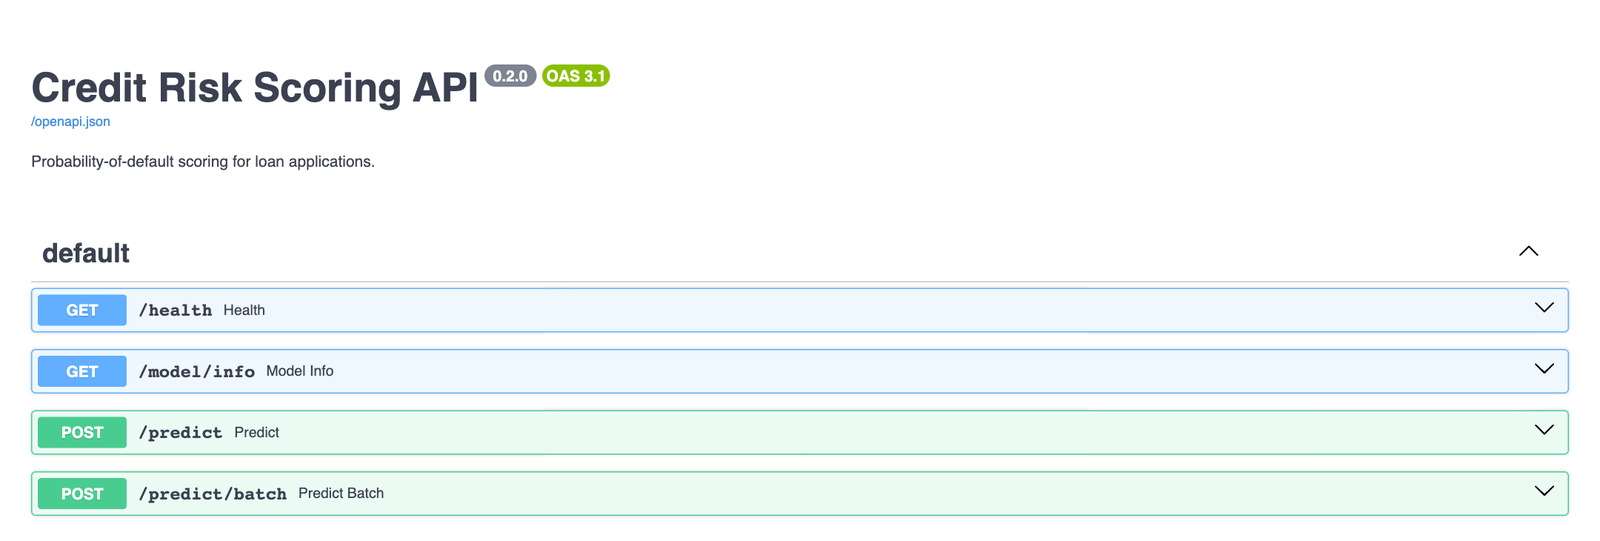 Credit Risk Scoring API 0.2.0 OAS 3.1
/openapi.json
Probability-of-default scoring for loan applications.
default
GET /health Health
GET /model/info Model Info
POST /predict Predict
POST /predict/batch Predict Batch